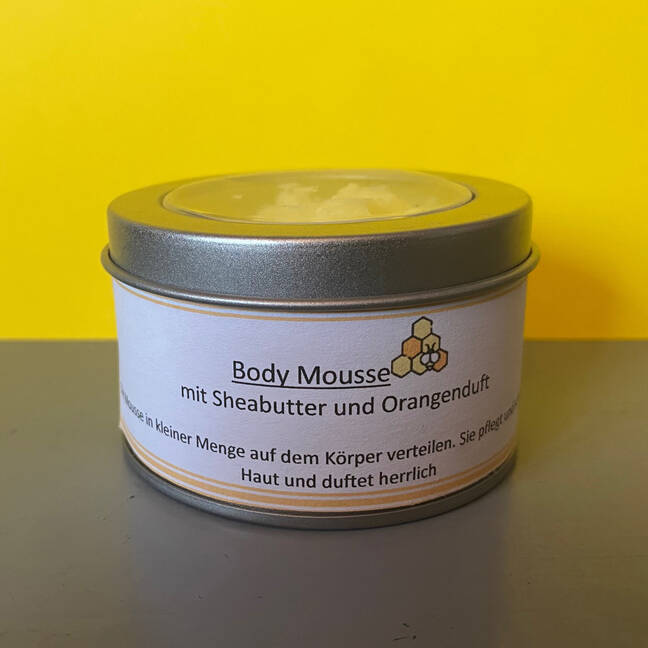 Body Mousse
mit Sheabutter und Orangenduft
Mousse in kleiner Menge auf dem Körper verteilen. Sie pflegt
Haut und duftet herrlich